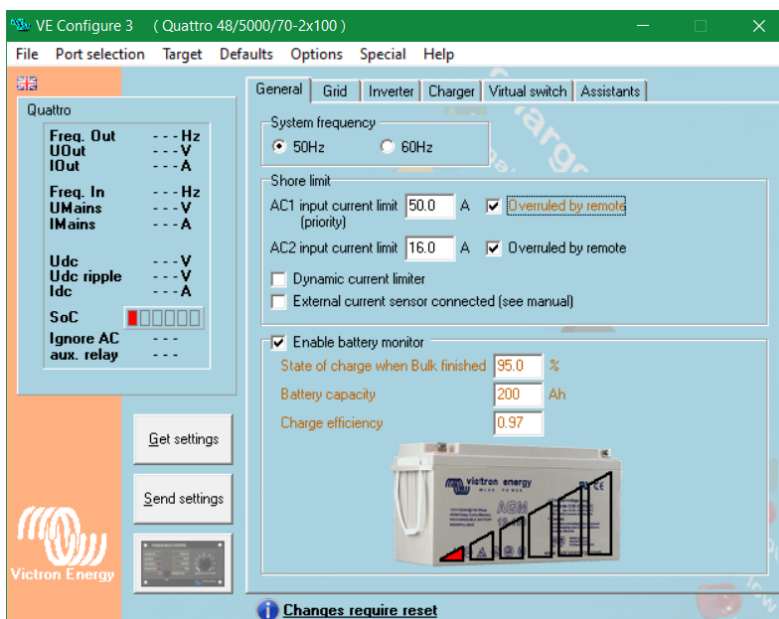 VE Configure 3 ( Quattro 48/5000/70-2x100 )
File Port selection Target Defaults Options Special Help
General Grid Inverter Charger Virtual switch Assistants
Quattro
Freq. Out - - - Hz
UOut - - - V
IOut - - - A
Freq. In - - - Hz
UMains - - - V
IMains - - - A
Udc - - - V
Udc ripple - - - V
Idc - - - A
SoC
Ignore AC - - -
aux. relay - - -
Get settings
Send settings
Victron Energy
System frequency
50Hz 60Hz
Shore limit
AC1 input current limit 50.0 A Overruled by remote
(priority)
AC2 input current limit 16.0 A Overruled by remote
Dynamic current limiter
External current sensor connected (see manual)
Enable battery monitor
State of charge when Bulk finished 95.0 %
Battery capacity 200 Ah
Charge efficiency 0.97
victron energy
BLUE POWER
AGM
Changes require reset